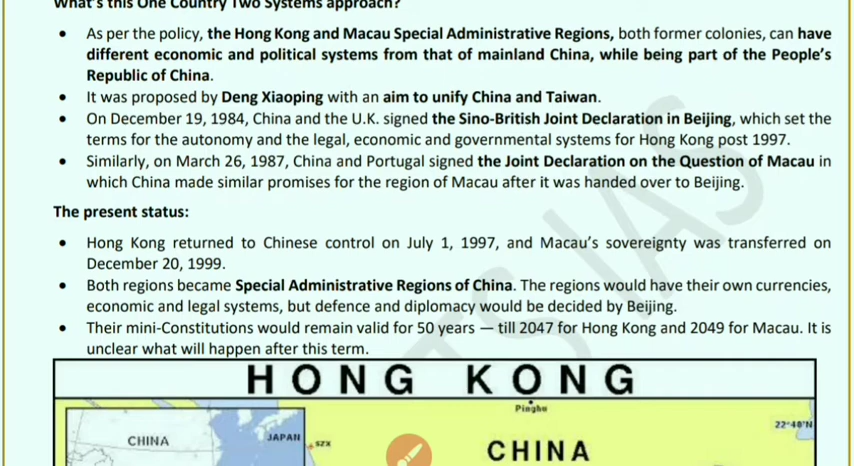 What's this One Country Two Systems approach?
• As per the policy, the Hong Kong and Macau Special Administrative Regions, both former colonies, can have
different economic and political systems from that of mainland China, while being part of the People's
Republic of China.
• It was proposed by Deng Xiaoping with an aim to unify China and Taiwan.
• On December 19, 1984, China and the U.K. signed the Sino-British Joint Declaration in Beijing, which set the
terms for the autonomy and the legal, economic and governmental systems for Hong Kong post 1997.
• Similarly, on March 26, 1987, China and Portugal signed the Joint Declaration on the Question of Macau in
which China made similar promises for the region of Macau after it was handed over to Beijing.
The present status:
• Hong Kong returned to Chinese control on July 1, 1997, and Macau's sovereignty was transferred on
December 20, 1999.
• Both regions became Special Administrative Regions of China. The regions would have their own currencies,
economic and legal systems, but defence and diplomacy would be decided by Beijing.
• Their mini-Constitutions would remain valid for 50 years — till 2047 for Hong Kong and 2049 for Macau. It is
unclear what will happen after this term.
HONG KONG
Pinghu
22°40'N
CHINA
JAPAN
SZX
CHINA
IAS